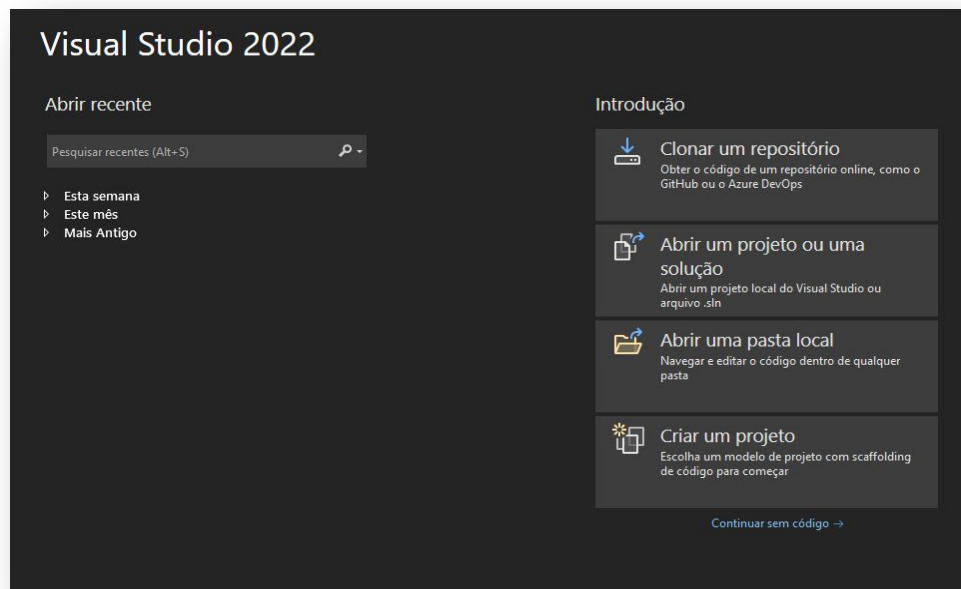 Visual Studio 2022
Abrir recente
Pesquisar recentes (Alt+S)
Esta semana
Este mês
Mais Antigo
Introdução
Clonar um repositório
Obter o código de um repositório online, como o
GitHub ou o Azure DevOps
Abrir um projeto ou uma
solução
Abrir um projeto local do Visual Studio ou
arquivo .sln
Abrir uma pasta local
Navegar e editar o código dentro de qualquer
pasta
Criar um projeto
Escolha um modelo de projeto com scaffolding
de código para começar
Continuar sem código →